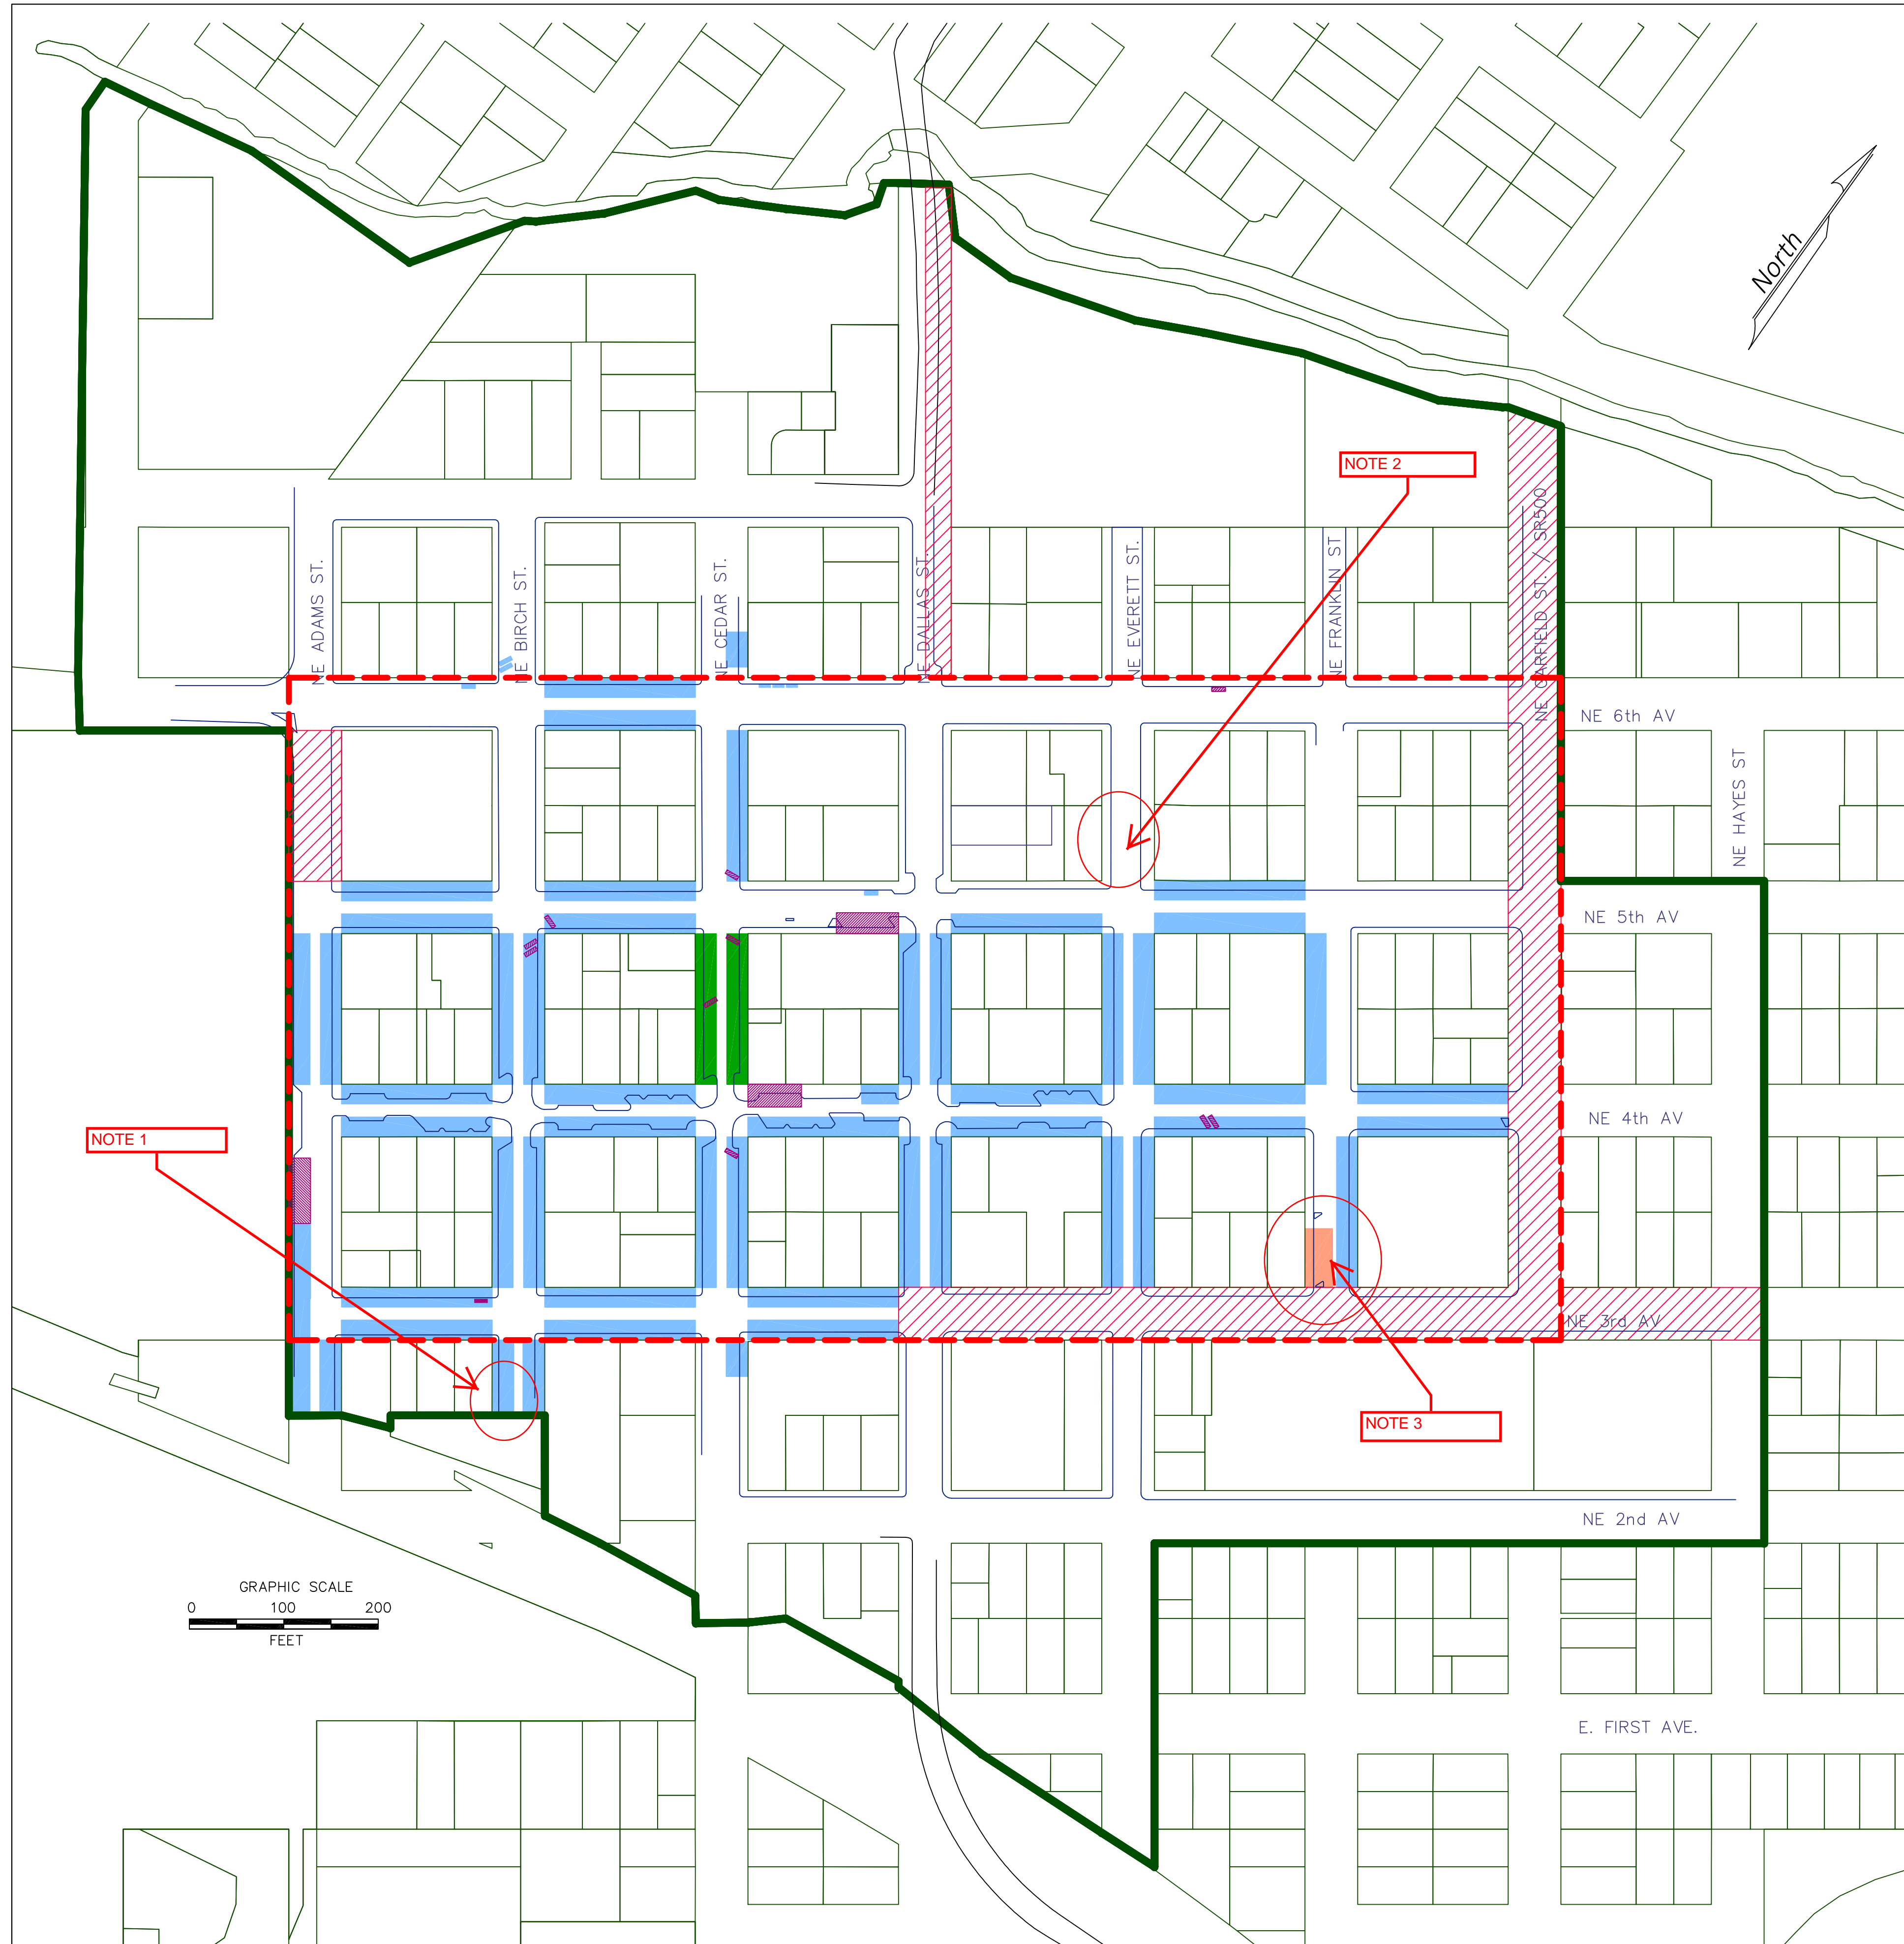 North
NOTE 2
NE ADAMS ST.
NE BIRCH ST.
NE CEDAR ST.
NE DALLAS ST.
NE EVERETT ST.
NE FRANKLIN ST
NE GARFIELD ST. / SR500
NE 6th AV
NE HAYES ST
NE 5th AV
NE 4th AV
NOTE 1
NE 3rd AV
NOTE 3
NE 2nd AV
GRAPHIC SCALE
0 100 200
FEET
E. FIRST AVE.